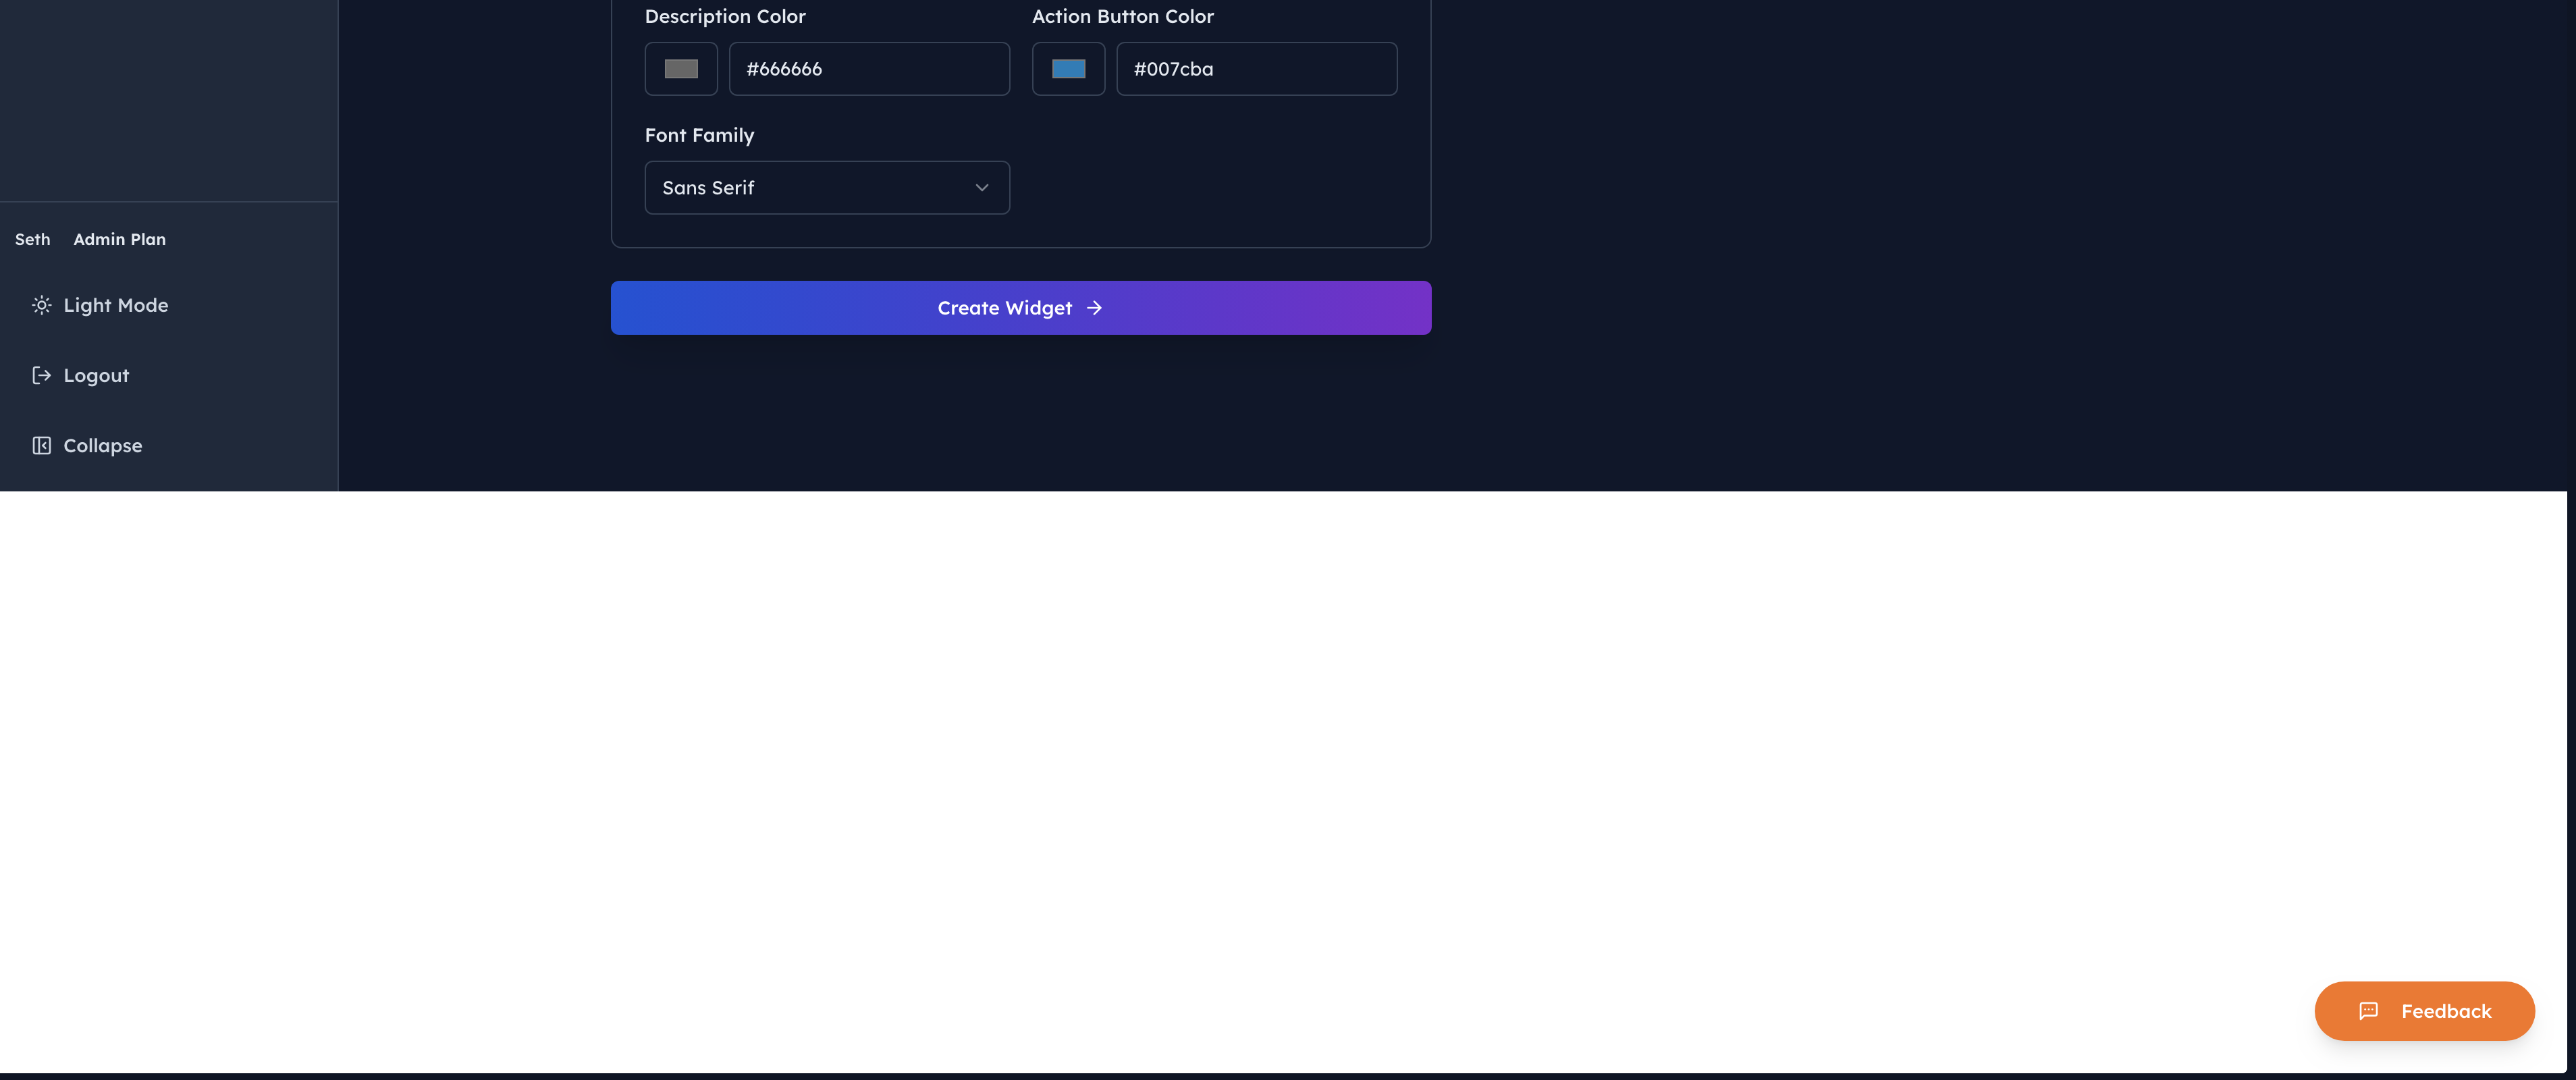 Description Color
Action Button Color
#666666
#007cba
Font Family
Sans Serif
Seth Admin Plan
Create Widget
Light Mode
Logout
Collapse
Feedback